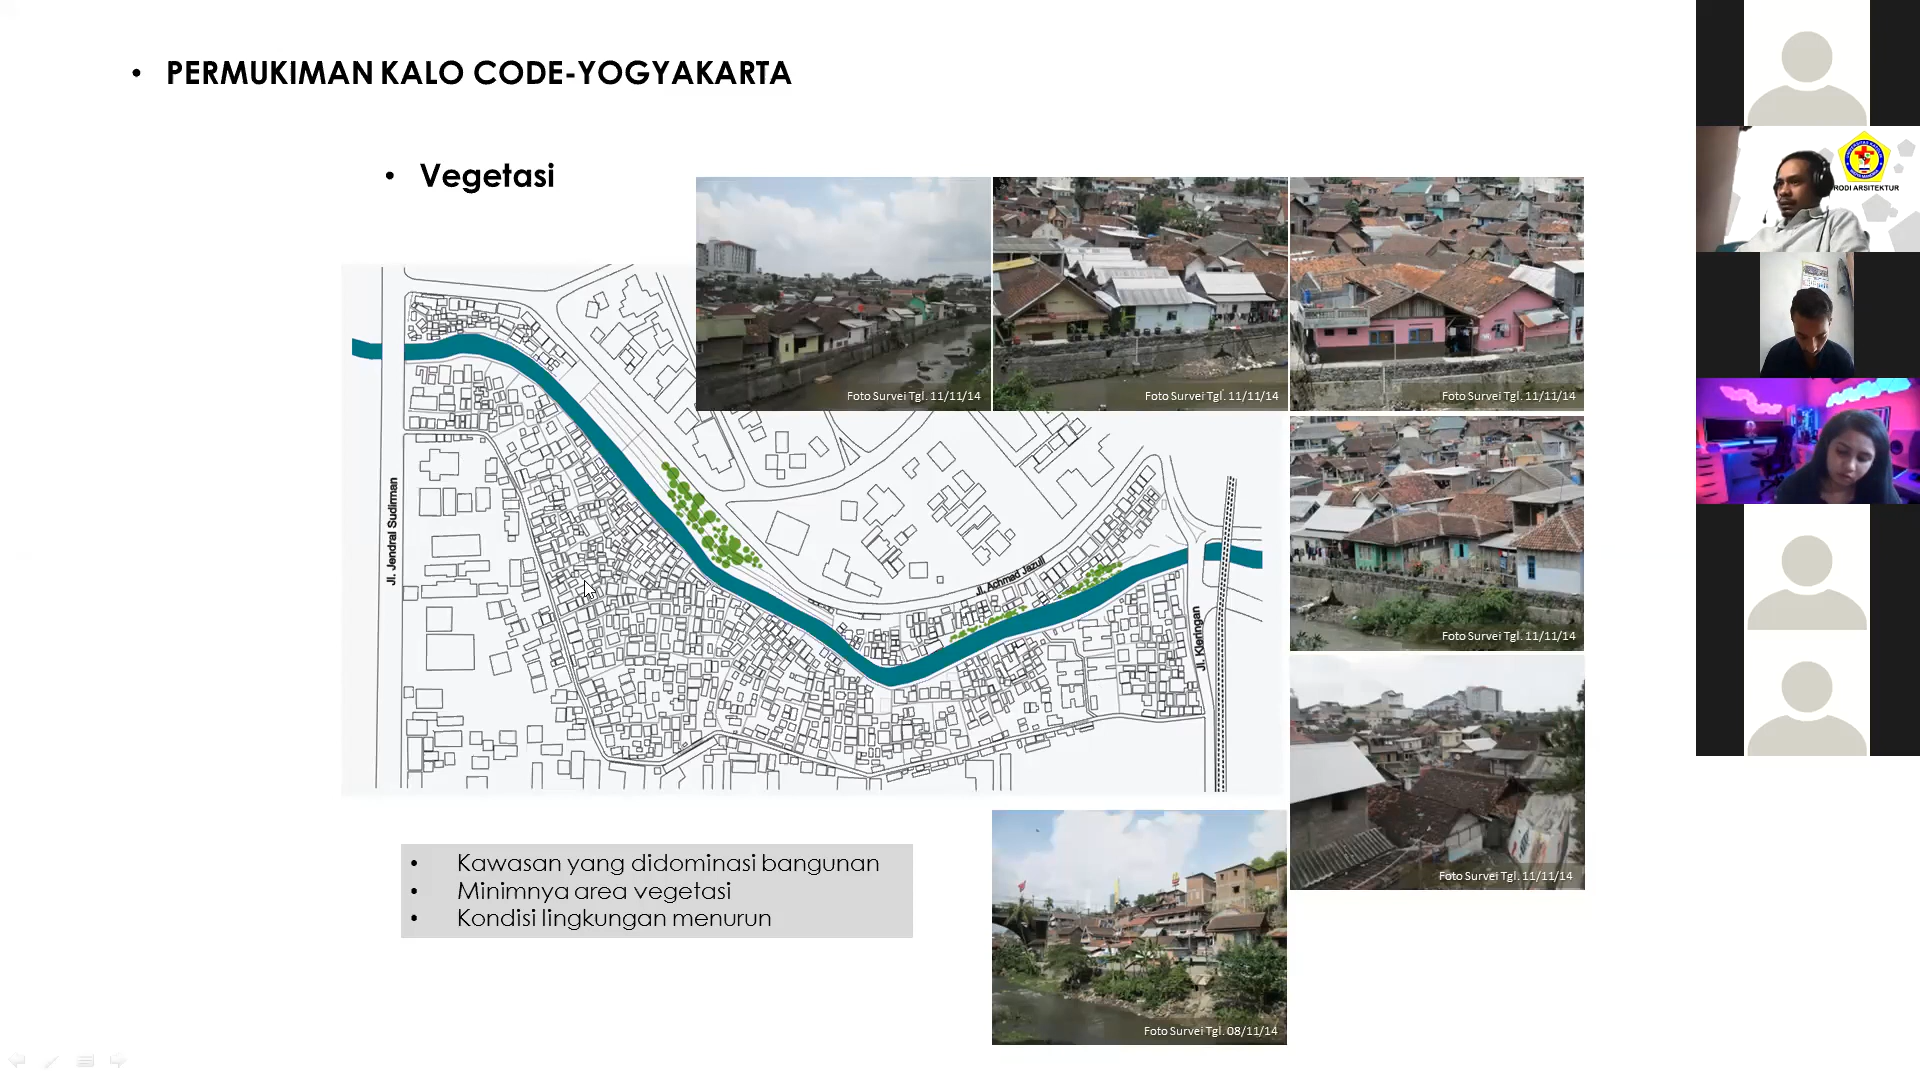 • PERMUKIMAN KALO CODE-YOGYAKARTA
• Vegetasi
Foto Survei Tgl. 11/11/14
Foto Survei Tgl. 11/11/14
Foto Survei Tgl. 11/11/14
Foto Survei Tgl. 11/11/14
Foto Survei Tgl. 11/11/14
Foto Survei Tgl. 08/11/14
Jl. Jendral Sudirman
Jl. Achmad Jazuli
Jl. Kleringan
• Kawasan yang didominasi bangunan
• Minimnya area vegetasi
• Kondisi lingkungan menurun
RODI ARSITEKTUR